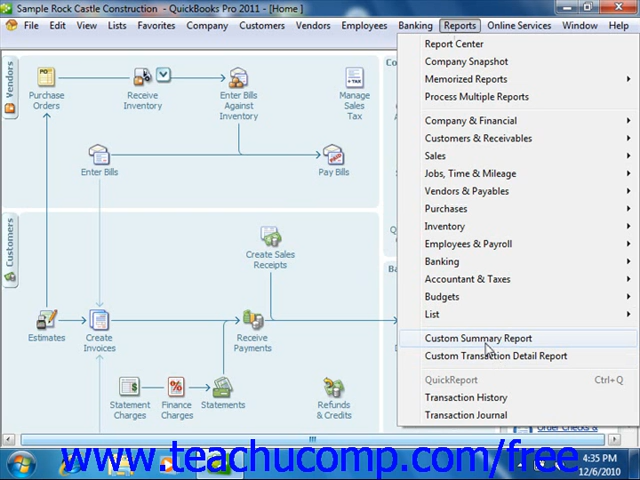 Sample Rock Castle Construction - QuickBooks Pro 2011 - [Home ]
File Edit View Lists Favorites Company Customers Vendors Employees Banking Reports Online Services Window Help
Report Center
Company Snapshot
Memorized Reports
Process Multiple Reports
Company & Financial
Customers & Receivables
Sales
Jobs, Time & Mileage
Vendors & Payables
Purchases
Inventory
Employees & Payroll
Banking
Accountant & Taxes
Budgets
List
Custom Summary Report
Custom Transaction Detail Report
QuickReport Ctrl+Q
Transaction History
Transaction Journal
Vendors
Purchase
Orders
Receive
Inventory
Enter Bills
Against
Inventory
Manage
Sales
Tax
Enter Bills
Pay Bills
Customers
Create Sales
Receipts
Estimates
Create
Invoices
Receive
Payments
Statement
Charges
Finance
Charges
Statements
Refunds
& Credits
Co
Ba
Order Checks &
www.teachucomp.com/free
4:35 PM
12/6/2010